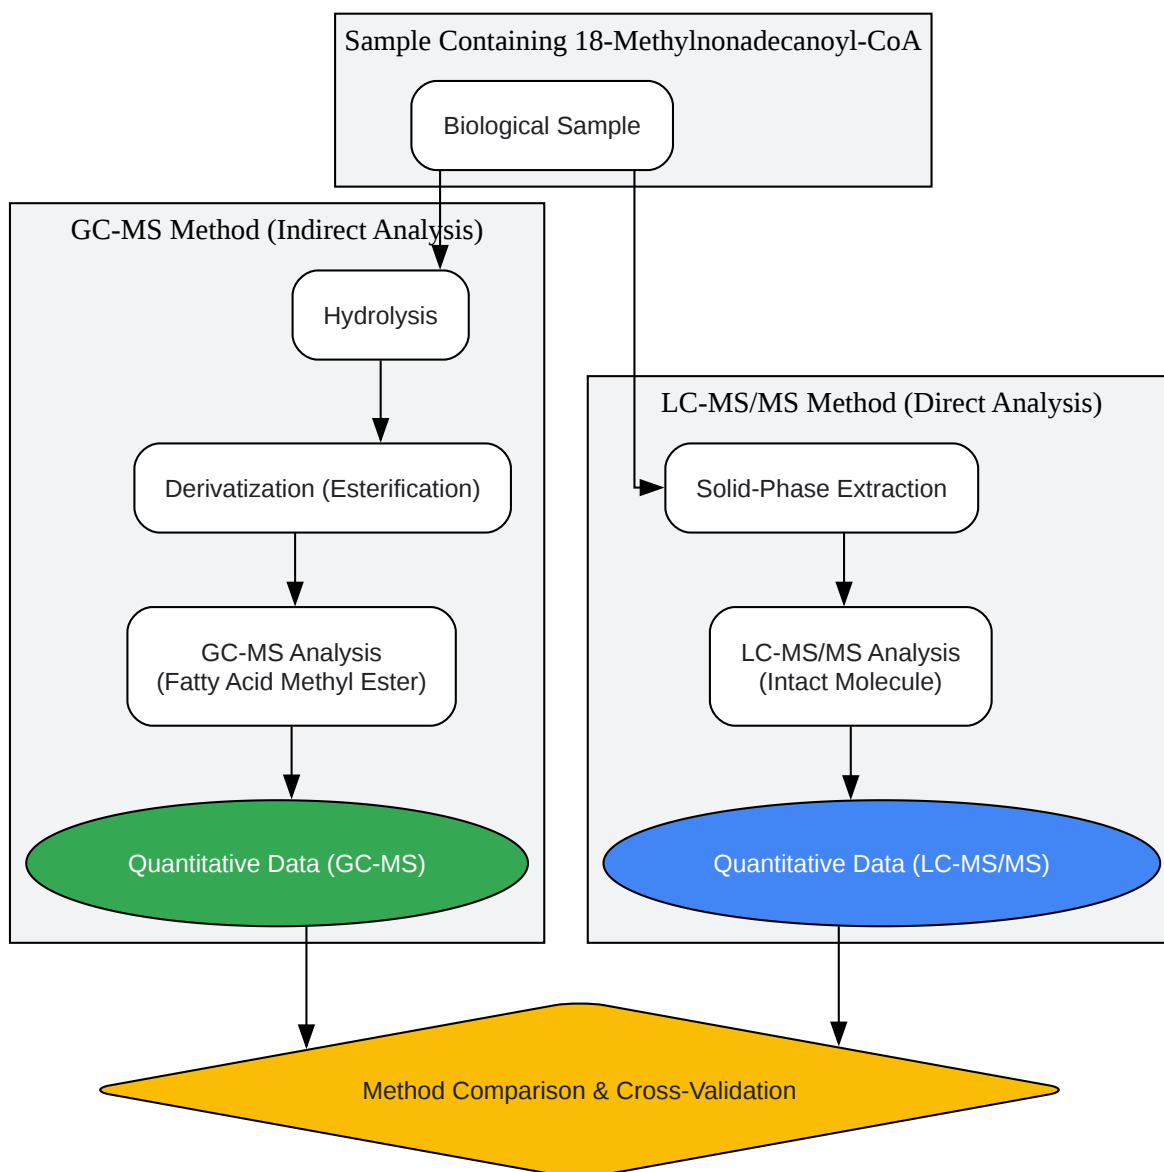 Sample Containing 18-Methylnonadecanoyl-CoA
Biological Sample
GC-MS Method (Indirect Analysis)
Hydrolysis
Derivatization (Esterification)
GC-MS Analysis
(Fatty Acid Methyl Ester)
Quantitative Data (GC-MS)
LC-MS/MS Method (Direct Analysis)
Solid-Phase Extraction
LC-MS/MS Analysis
(Intact Molecule)
Quantitative Data (LC-MS/MS)
Method Comparison & Cross-Validation